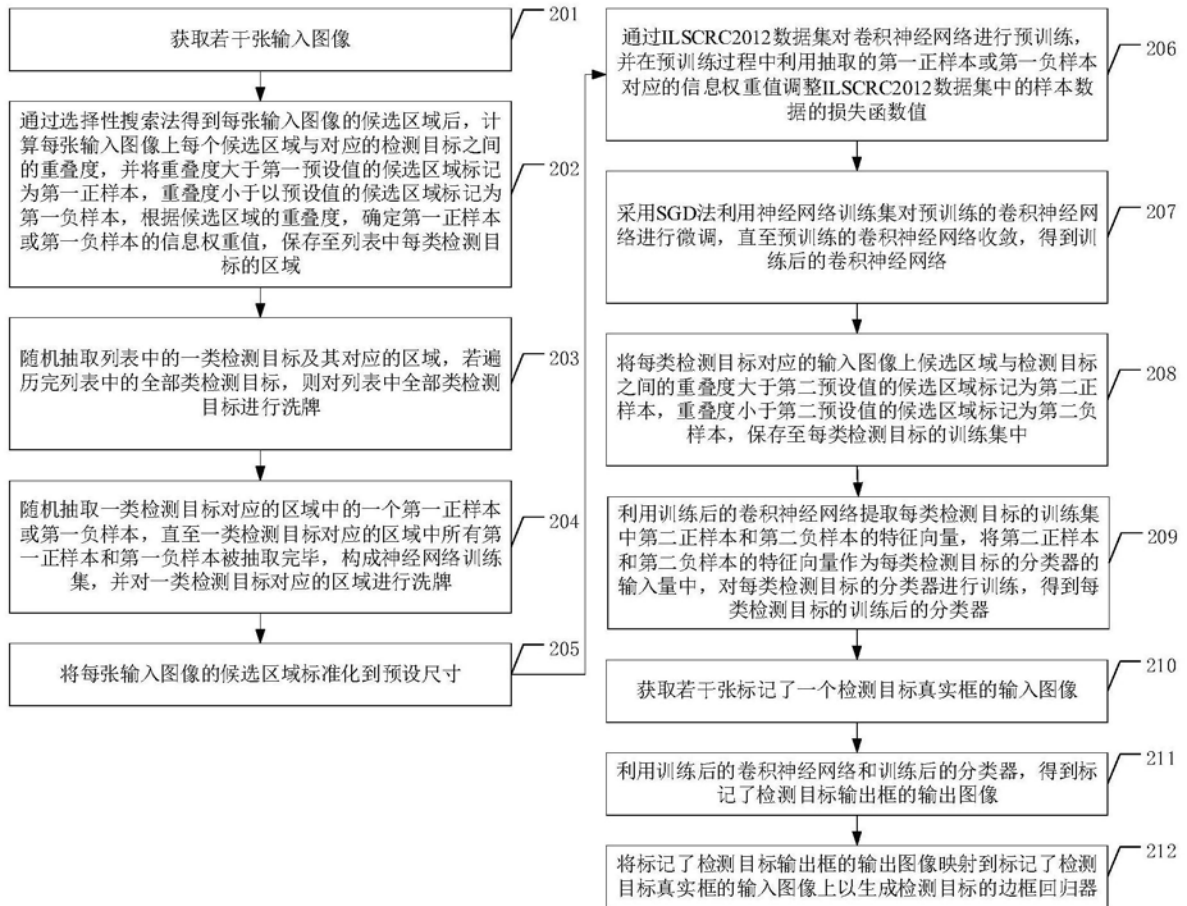 获取若干张输入图像
201
通过选择性搜索法得到每张输入图像的候选区域后，计
算每张输入图像上每个候选区域与对应的检测目标之间
的重叠度，并将重叠度大于第一预设值的候选区域标记
为第一正样本，重叠度小于以预设值的候选区域标记为
第一负样本，根据候选区域的重叠度，确定第一正样本
或第一负样本的信息权重值，保存至列表中每类检测目
标的区域
202
随机抽取列表中的一类检测目标及其对应的区域，若遍
历完列表中的全部类检测目标，则对列表中全部类检测
目标进行洗牌
203
随机抽取一类检测目标对应的区域中的一个第一正样本
或第一负样本，直至一类检测目标对应的区域中所有第
一正样本和第一负样本被抽取完毕，构成神经网络训练
集，并对一类检测目标对应的区域进行洗牌
204
将每张输入图像的候选区域标准化到预设尺寸
205
通过ILSCRC2012数据集对卷积神经网络进行预训练，
并在预训练过程中利用抽取的第一正样本或第一负样本
对应的信息权重值调整ILSCRC2012数据集中的样本数
据的损失函数值
206
采用SGD法利用神经网络训练集对预训练的卷积神经网
络进行微调，直至预训练的卷积神经网络收敛，得到训
练后的卷积神经网络
207
将每类检测目标对应的输入图像上候选区域与检测目标
之间的重叠度大于第二预设值的候选区域标记为第二正
样本，重叠度小于第二预设值的候选区域标记为第二负
样本，保存至每类检测目标的训练集中
208
利用训练后的卷积神经网络提取每类检测目标的训练集
中第二正样本和第二负样本的特征向量，将第二正样本
和第二负样本的特征向量作为每类检测目标的分类器的
输入量中，对每类检测目标的分类器进行训练，得到每
类检测目标的训练后的分类器
209
获取若干张标记了一个检测目标真实框的输入图像
210
利用训练后的卷积神经网络和训练后的分类器，得到标
记了检测目标输出框的输出图像
211
将标记了检测目标输出框的输出图像映射到标记了检测
目标真实框的输入图像上以生成检测目标的边框回归器
212